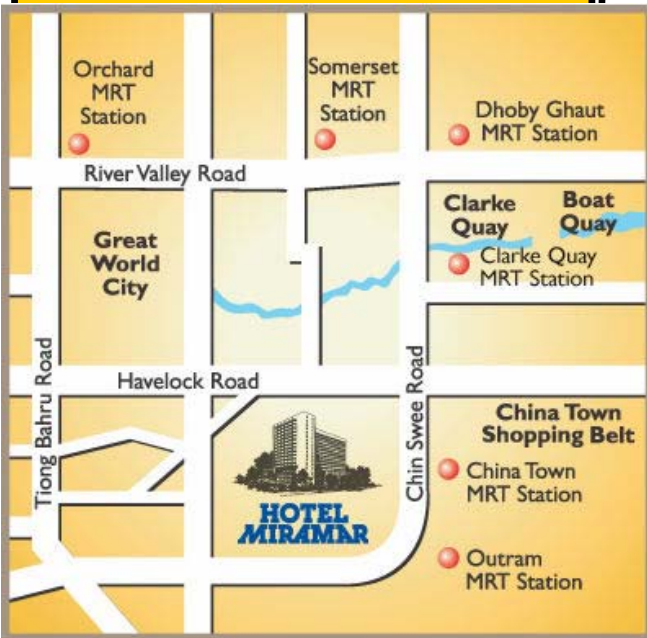 Orchard
MRT
Station
Somerset
MRT
Station
Dhoby Ghaut
MRT Station
River Valley Road
Clarke
Quay
Boat
Quay
Great
World
City
Clarke Quay
MRT Station
Tiong Bahru Road
Havelock Road
Chin Swee Road
China Town
Shopping Belt
China Town
MRT Station
HOTEL
MIRAMAR
Outram
MRT Station